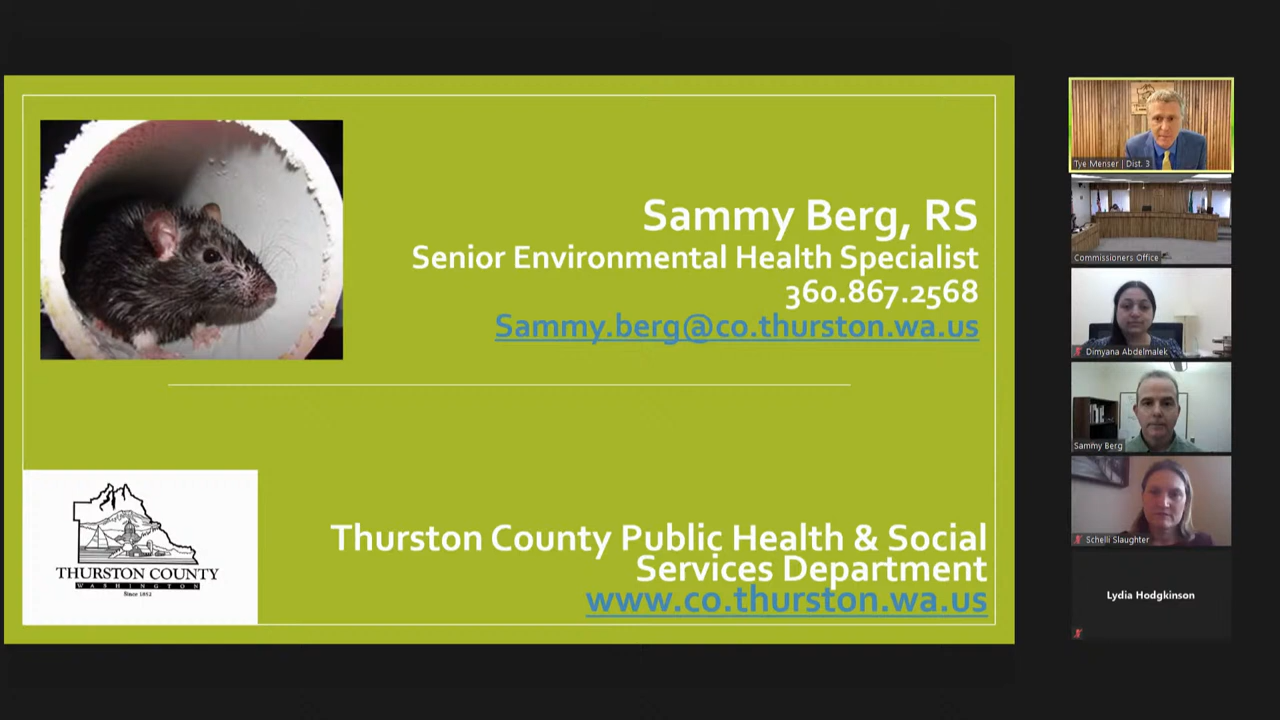 Sammy Berg, RS
Senior Environmental Health Specialist
360.867.2568
Sammy.berg@co.thurston.wa.us
THURSTON COUNTY
WASHINGTON
Since 1852
Thurston County Public Health & Social
Services Department
www.co.thurston.wa.us
Tye Menser | Dist. 3
Commissioners Office
Dimyana Abdelmalek
Sammy Berg
Schelli Slaughter
Lydia Hodgkinson